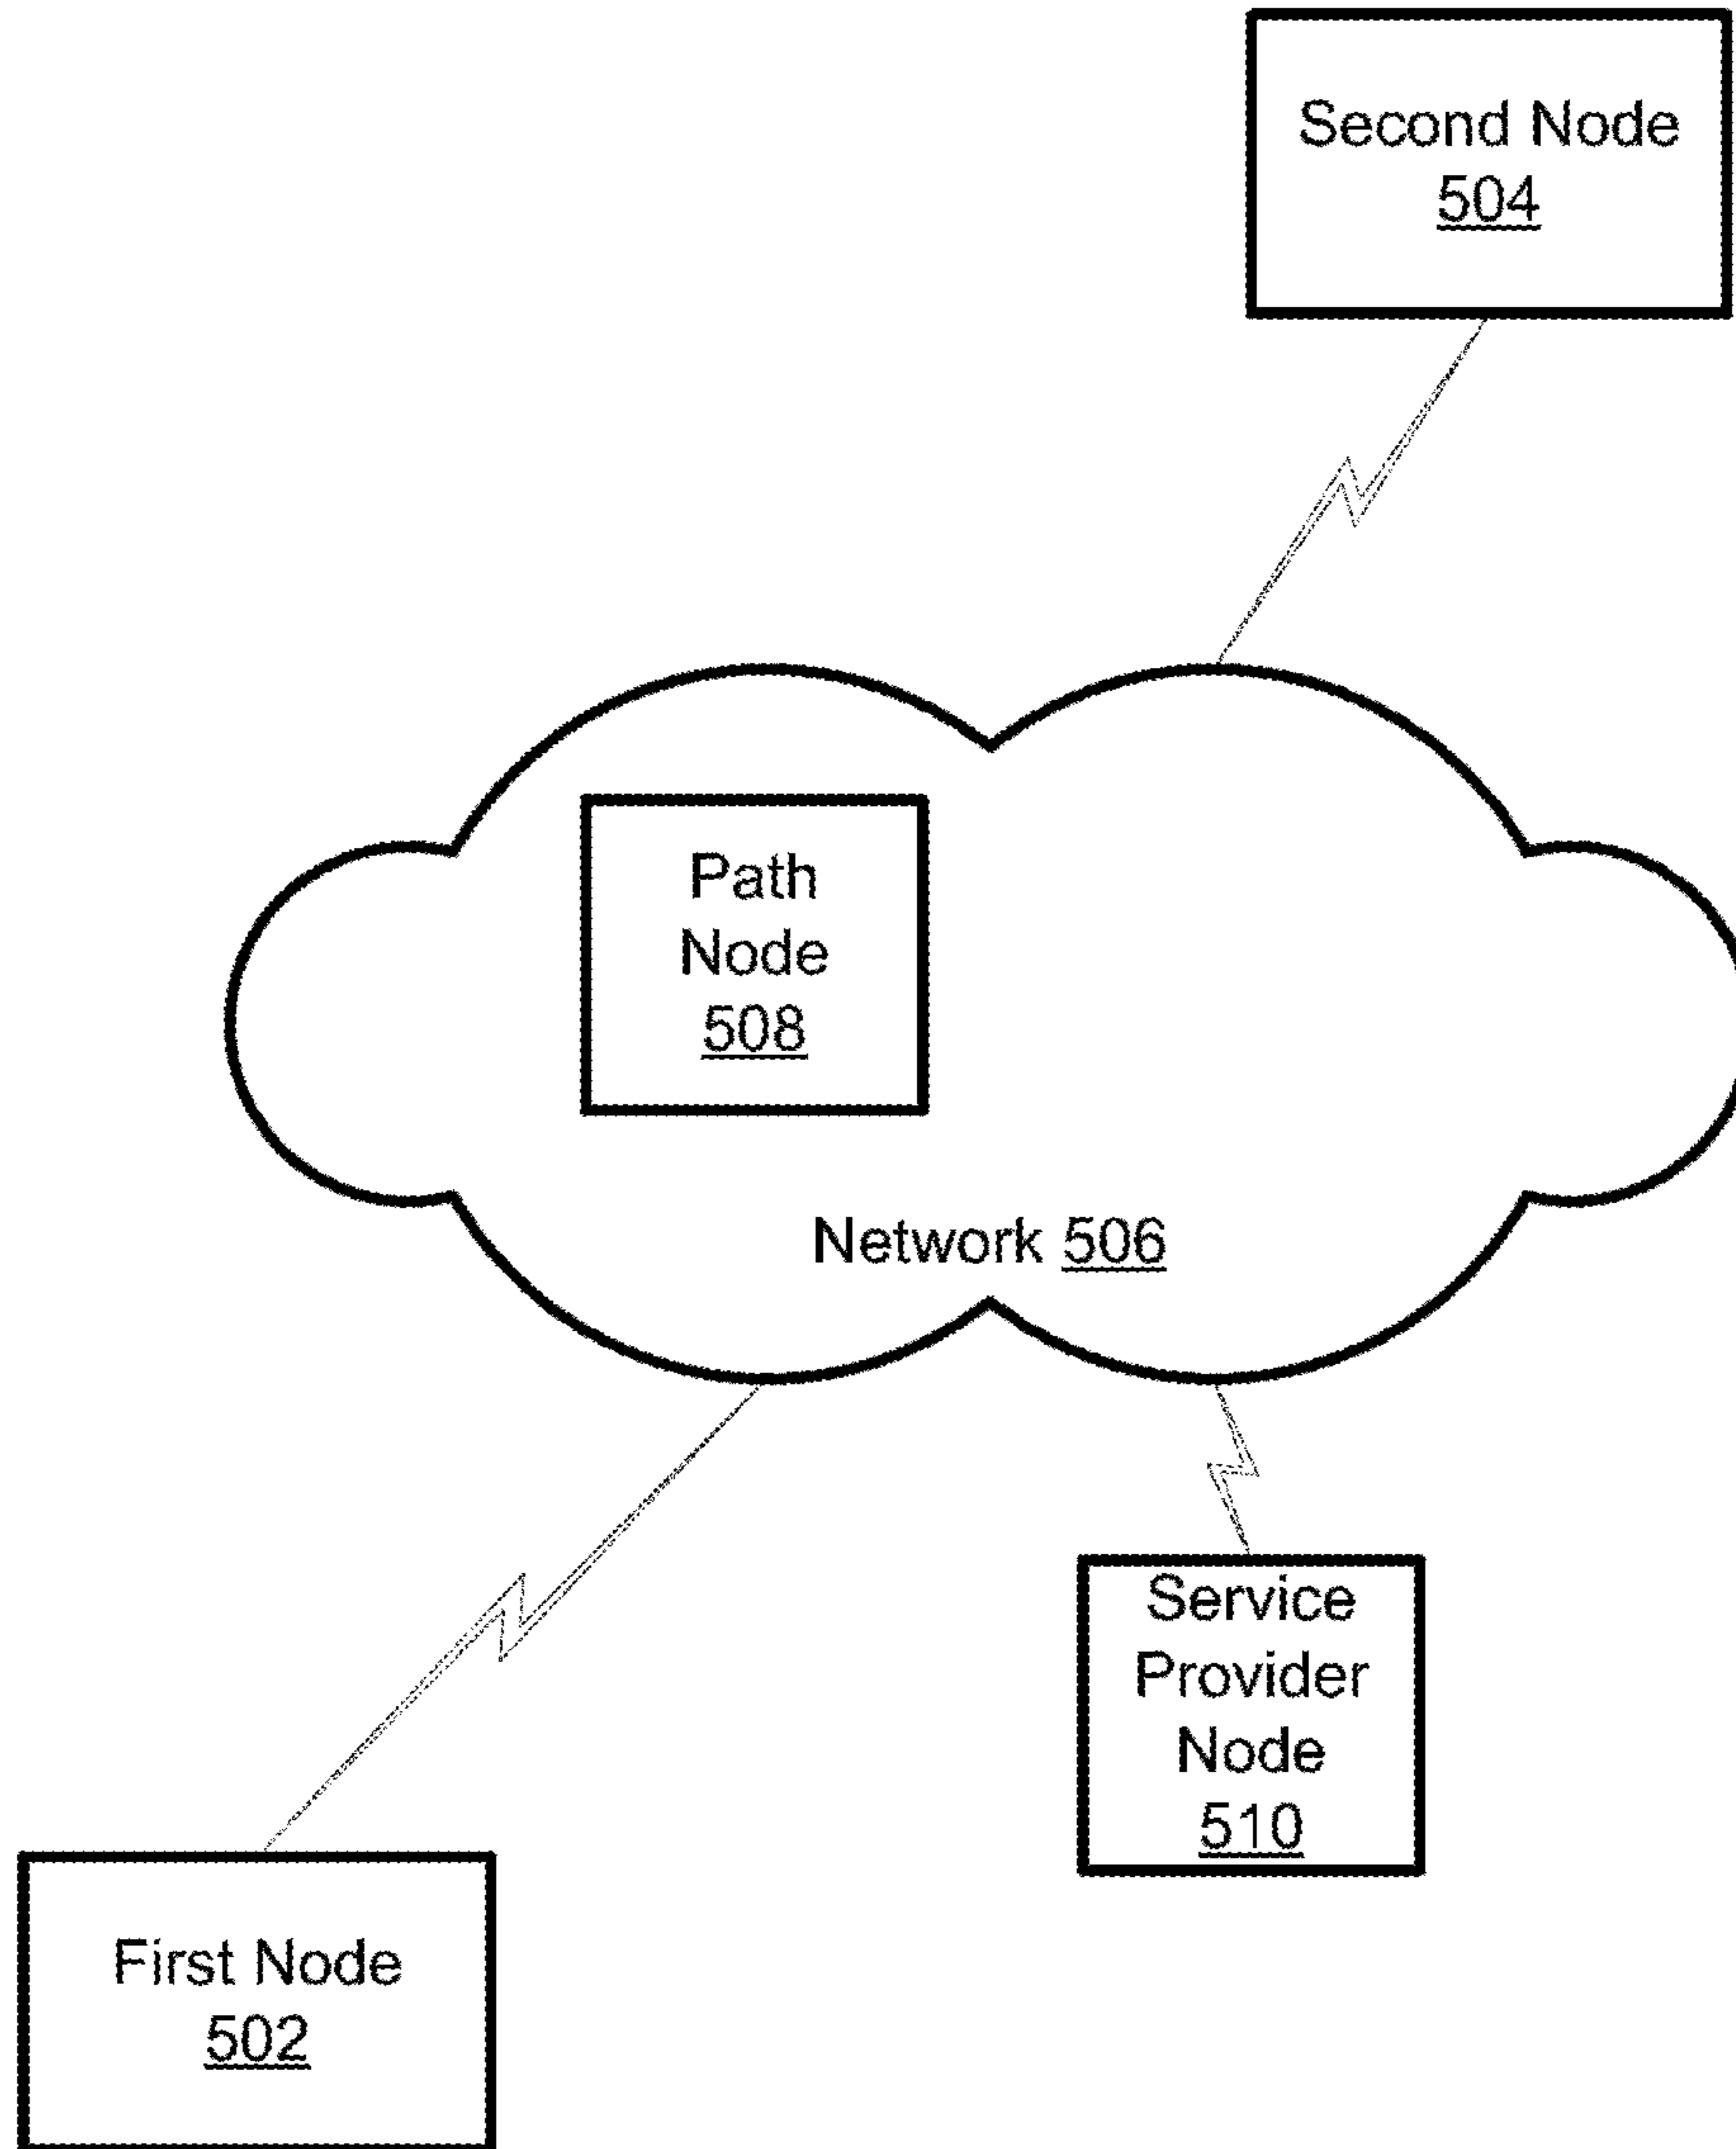 Second Node
504
Path
Node
508
Network 506
Service
Provider
Node
510
First Node
502